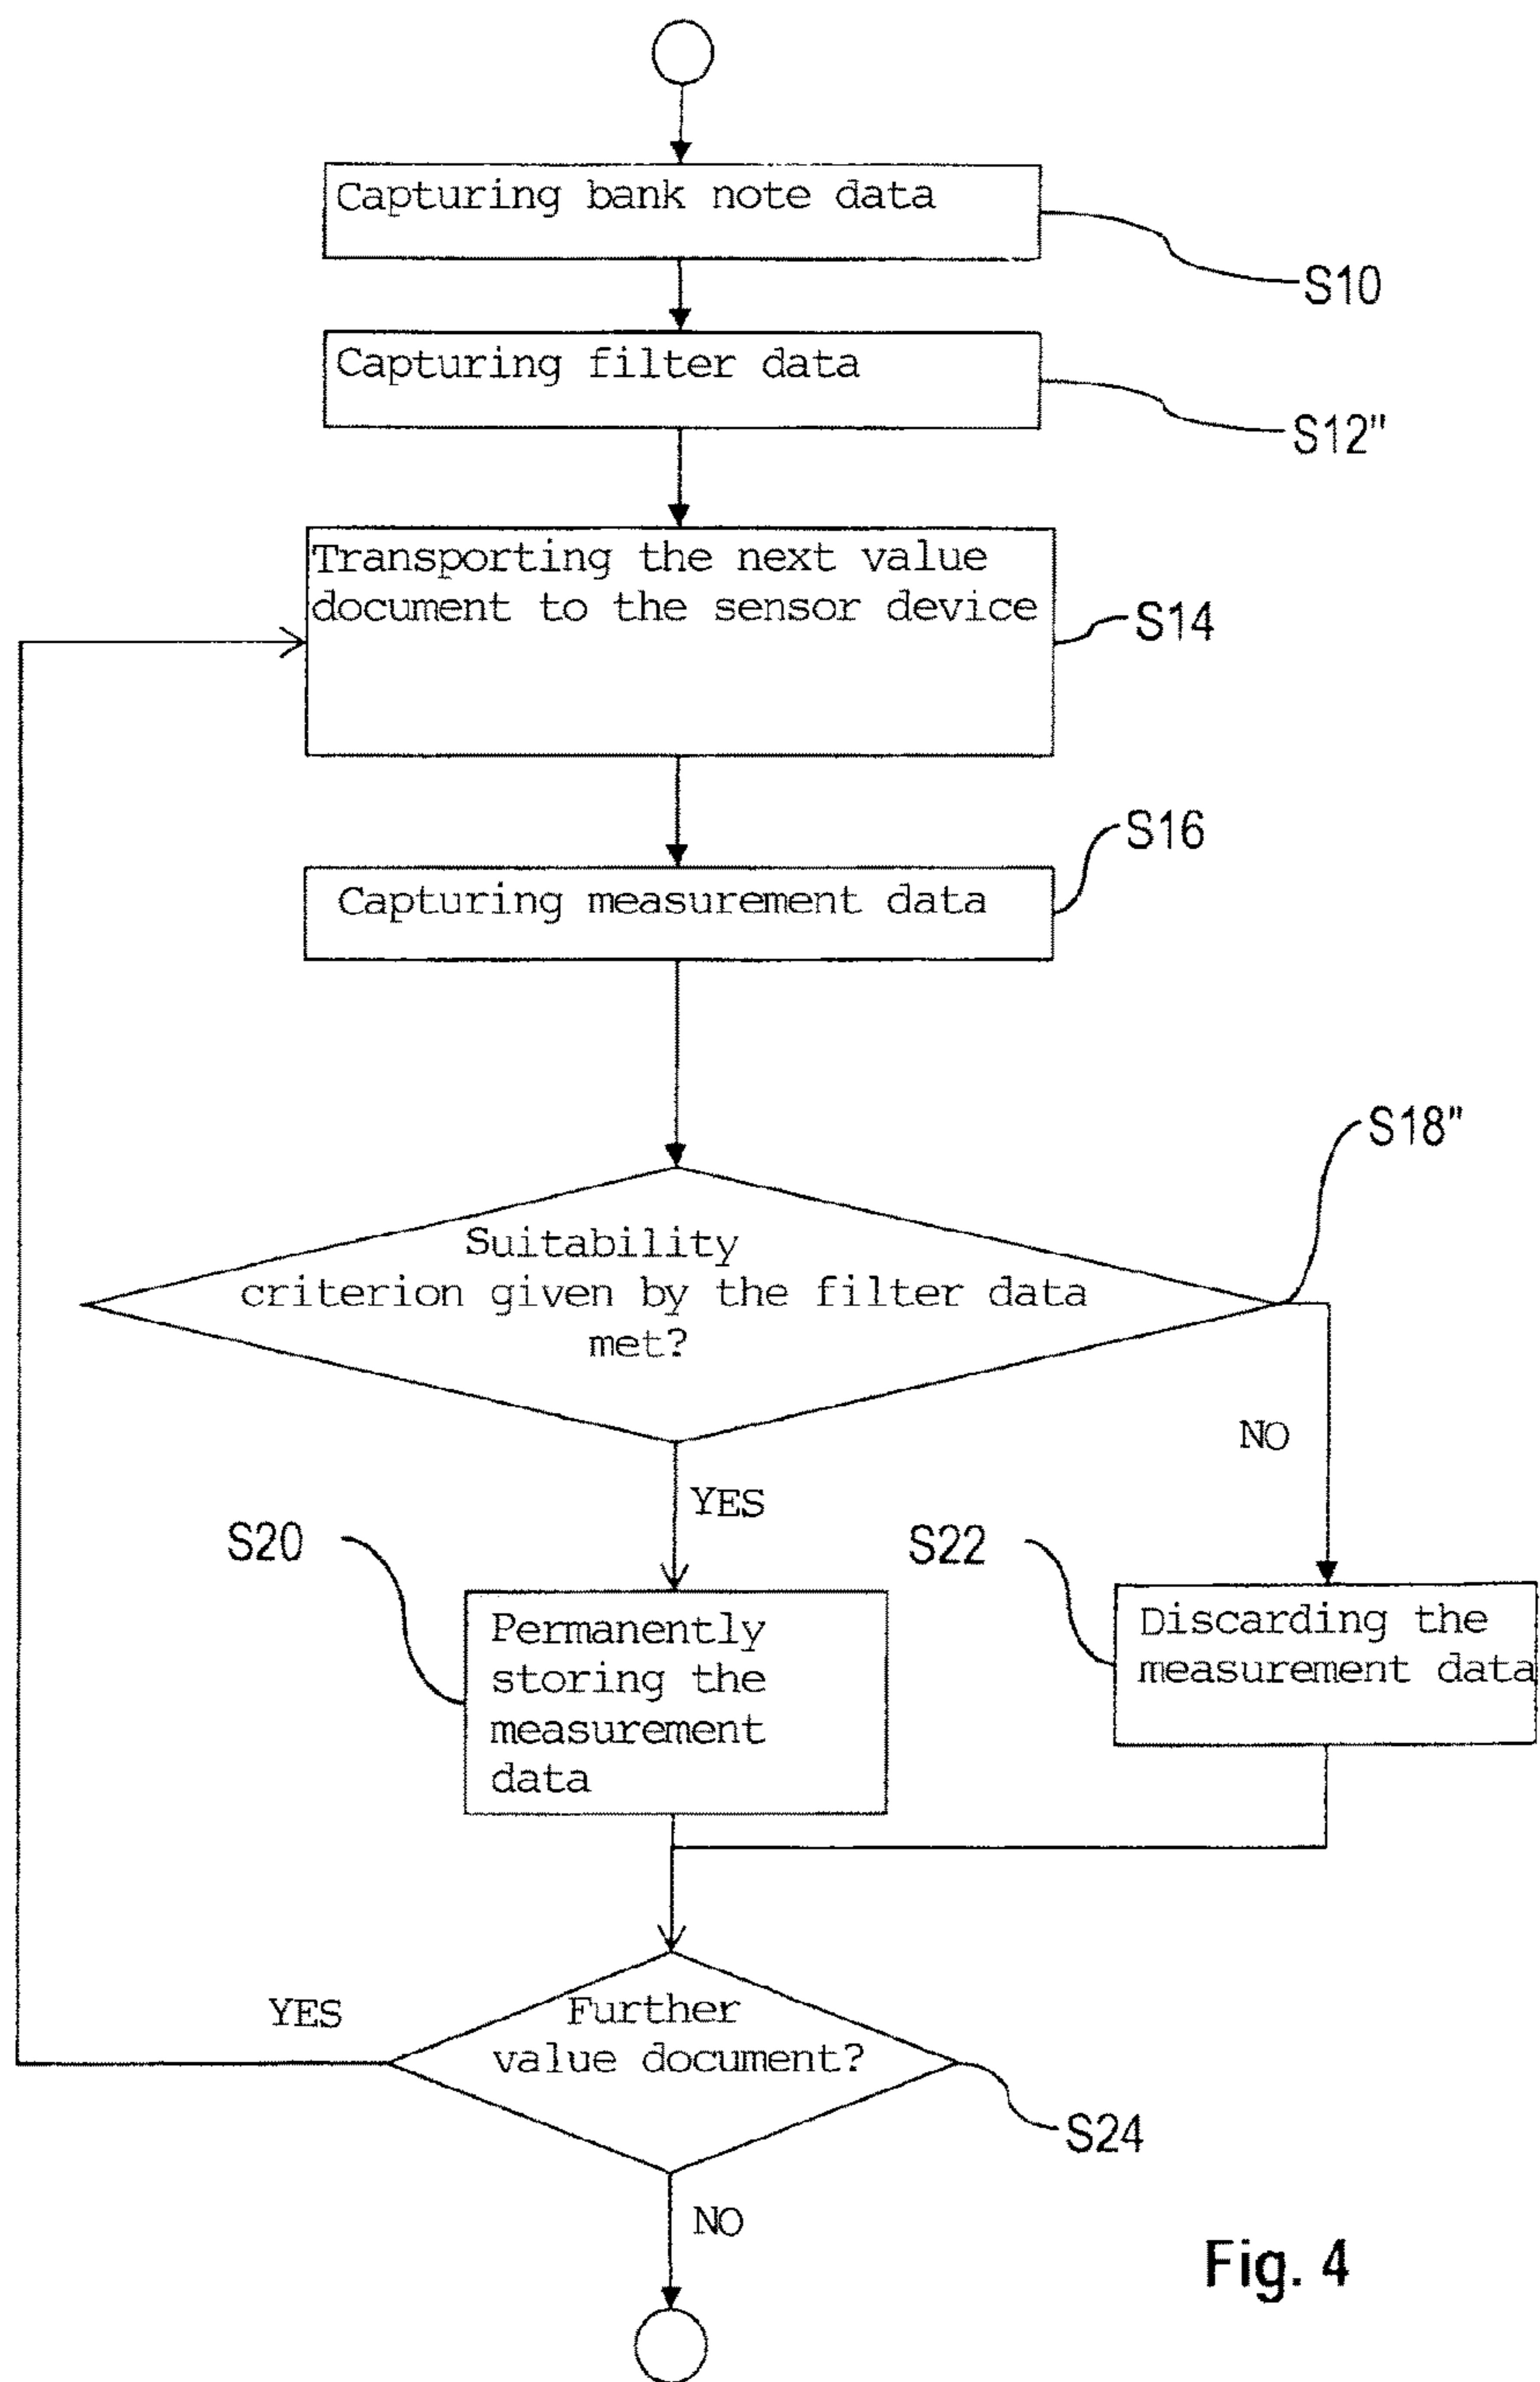 Capturing bank note data
S10
Capturing filter data
S12"
Transporting the next value
document to the sensor device
S14
S16
Capturing measurement data
S18"
Suitability
criterion given by the filter data
met?
NO
YES
S20
S22
Permanently
storing the
measurement
data
Discarding the
measurement data
YES
Further
value document?
S24
NO
Fig. 4